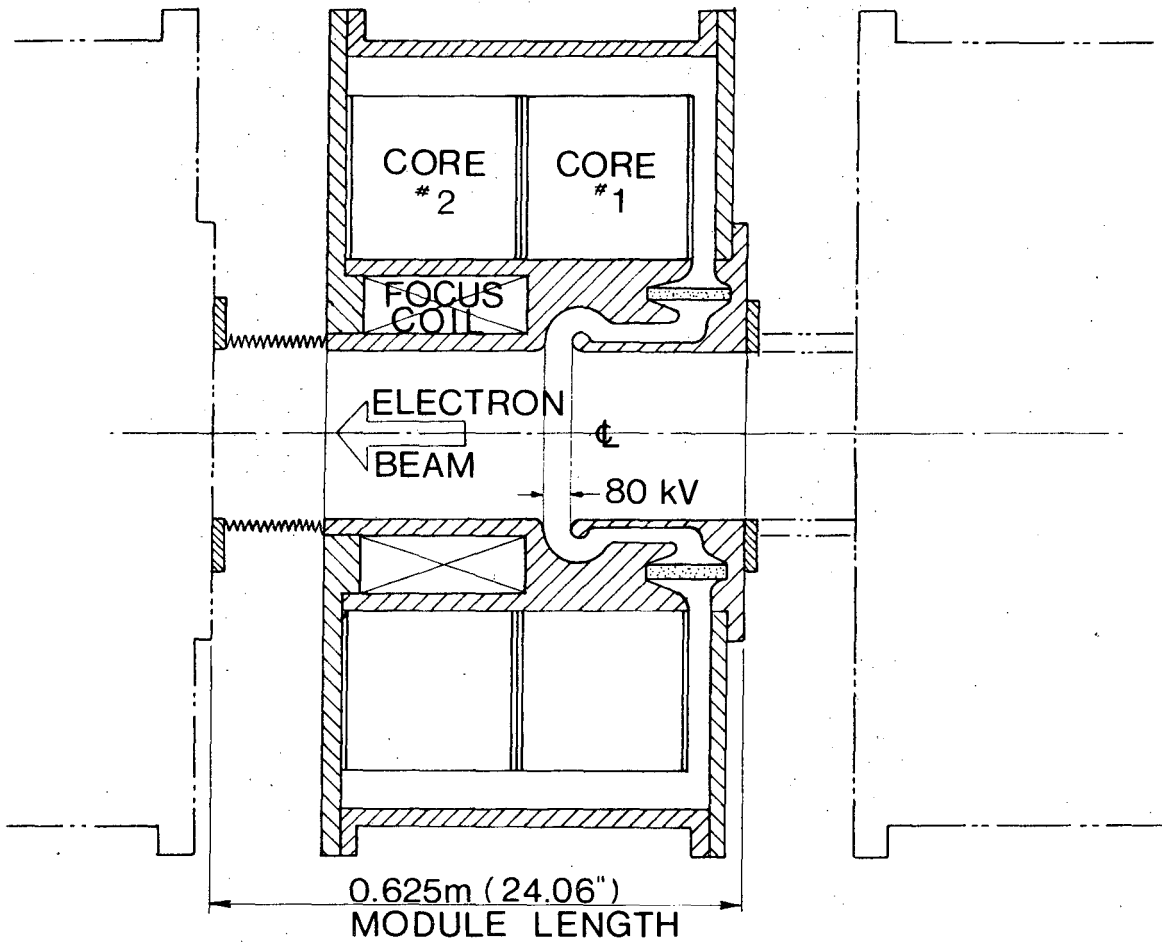 CORE
#2
CORE
#1
FOCUS
COIL
ELECTRON
BEAM
℄
80 kV
0.625m (24.06")
MODULE LENGTH